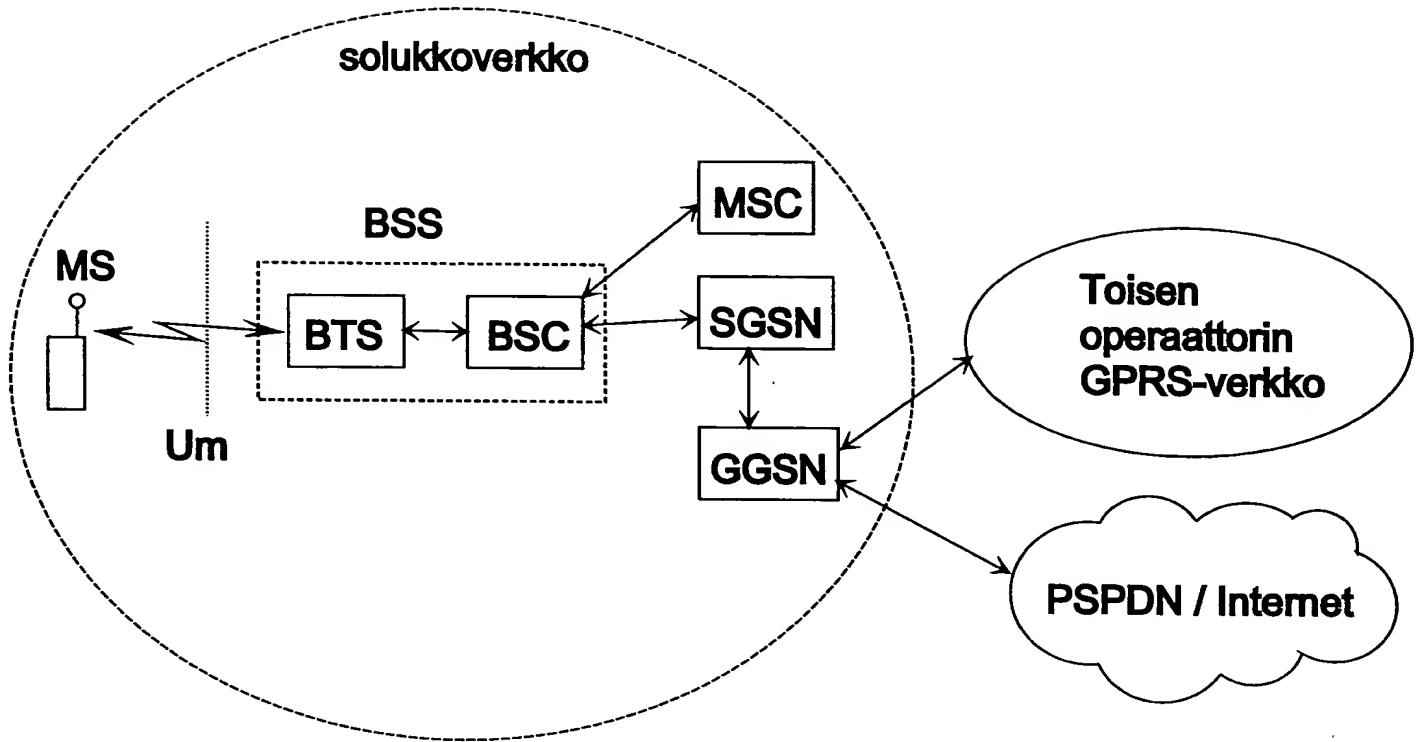 solukkoverkko
MSC
BSS
MS
BTS
BSC
SGSN
Um
GGSN
Toisen
operaattorin
GPRS-verkko
PSPDN / Internet